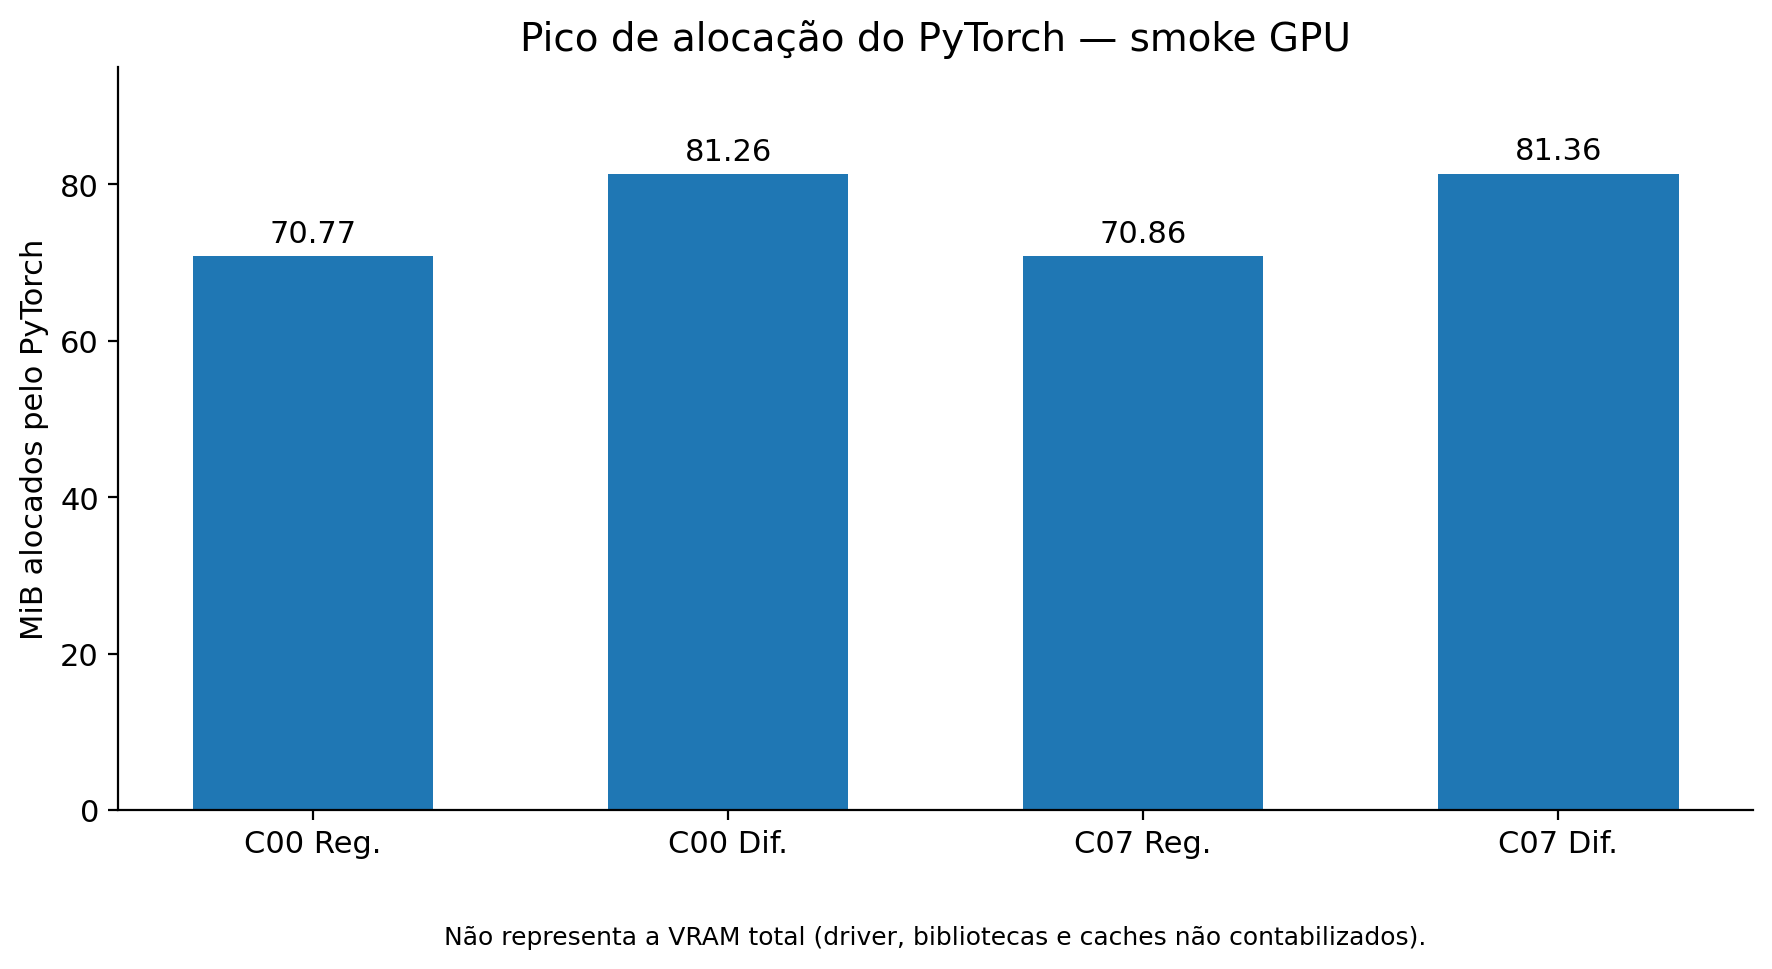 Pico de alocação do PyTorch — smoke GPU
MiB alocados pelo PyTorch
80
60
40
20
0
70.77
81.26
70.86
81.36
C00 Reg.
C00 Dif.
C07 Reg.
C07 Dif.
Não representa a VRAM total (driver, bibliotecas e caches não contabilizados).